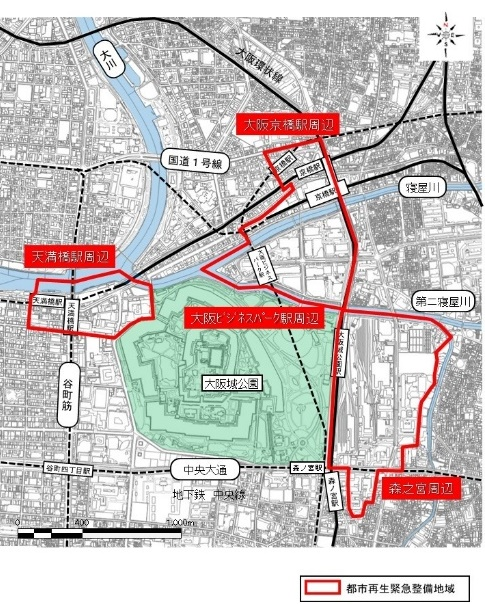 大川
大阪環状線
大阪京橋駅周辺
国道１号線
京橋駅
京橋駅
京橋駅
寝屋川
天満橋駅周辺
大阪ビジネスパーク駅
天満橋駅
天満橋駅
第二寝屋川
大阪ビジネスパーク駅周辺
大阪城公園駅
大阪城公園
谷町筋
中央大通
谷町四丁目駅
森ノ宮駅
地下鉄 中央線
森ノ宮駅
森之宮周辺
0 400 1,000m
都市再生緊急整備地域